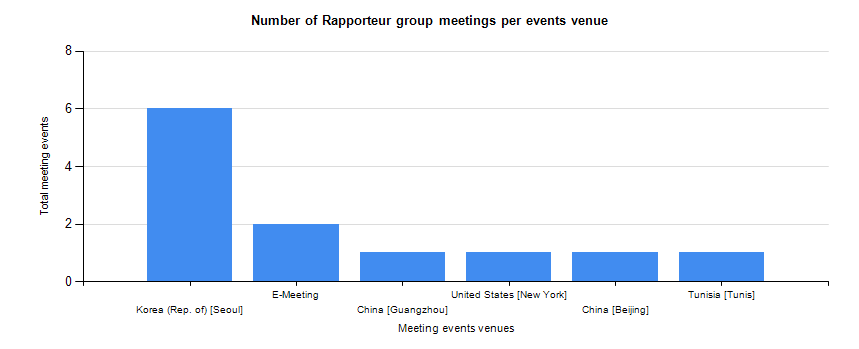 Number of Rapporteur group meetings per events venue
Total meeting events
8
6
4
2
0
Korea (Rep. of) [Seoul]
E-Meeting
China [Guangzhou]
United States [New York]
China [Beijing]
Tunisia [Tunis]
Meeting events venues